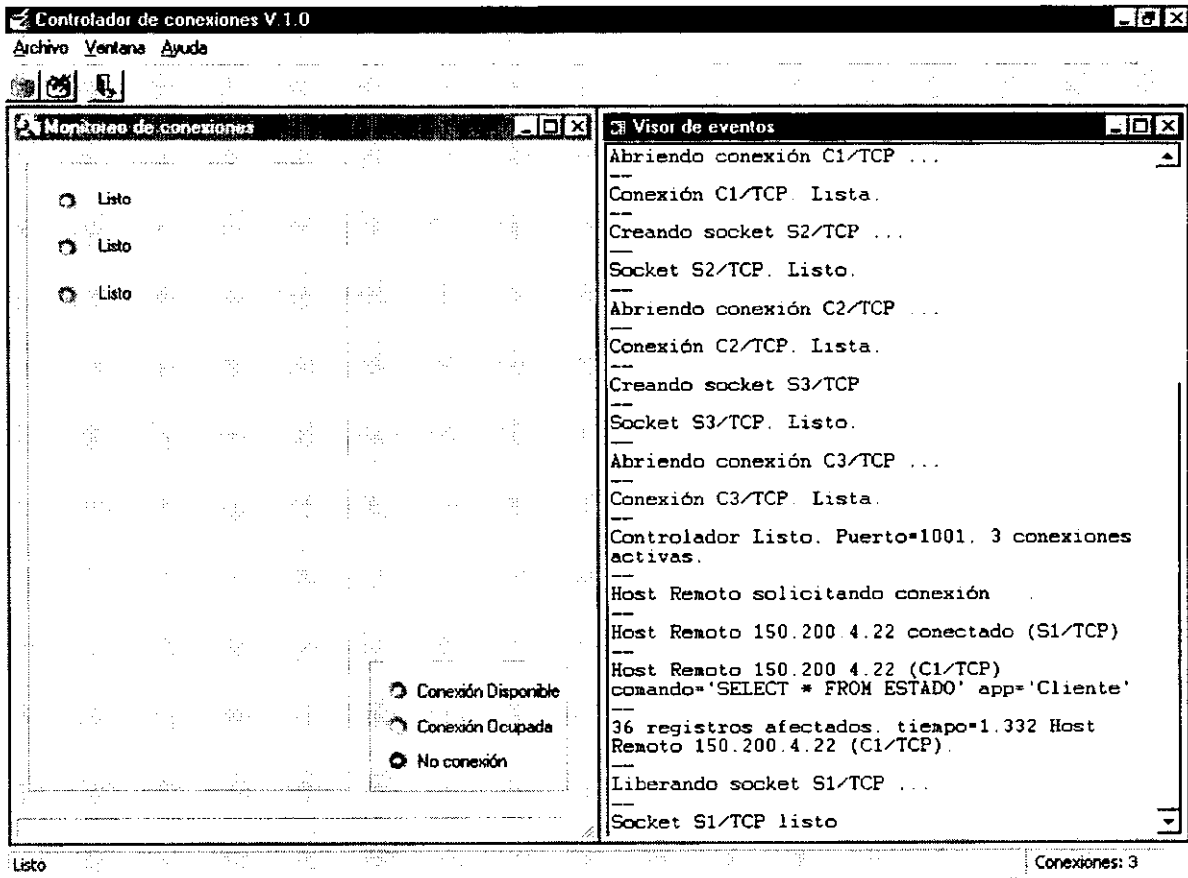 Controlador de conexiones V.1.0
Archivo Ventana Ayuda
Monitoreo de conexiones
Listo
Listo
Listo
Conexión Disponible
Conexión Ocupada
No conexión
Visor de eventos
Abriendo conexión C1/TCP ...
--
Conexión C1/TCP. Lista.
--
Creando socket S2/TCP ...
--
Socket S2/TCP. Listo.
--
Abriendo conexión C2/TCP ...
--
Conexión C2/TCP. Lista.
--
Creando socket S3/TCP
--
Socket S3/TCP. Listo.
--
Abriendo conexión C3/TCP ...
--
Conexión C3/TCP. Lista.
--
Controlador Listo. Puerto=1001. 3 conexiones
activas.
--
Host Remoto solicitando conexión
--
Host Remoto 150.200.4.22 conectado (S1/TCP)
--
Host Remoto 150.200.4.22 (C1/TCP)
comando='SELECT * FROM ESTADO' app='Cliente'
--
36 registros afectados. tiempo=1.332 Host
Remoto 150.200.4.22 (C1/TCP).
--
Liberando socket S1/TCP ...
--
Socket S1/TCP listo
Listo
Conexiones: 3